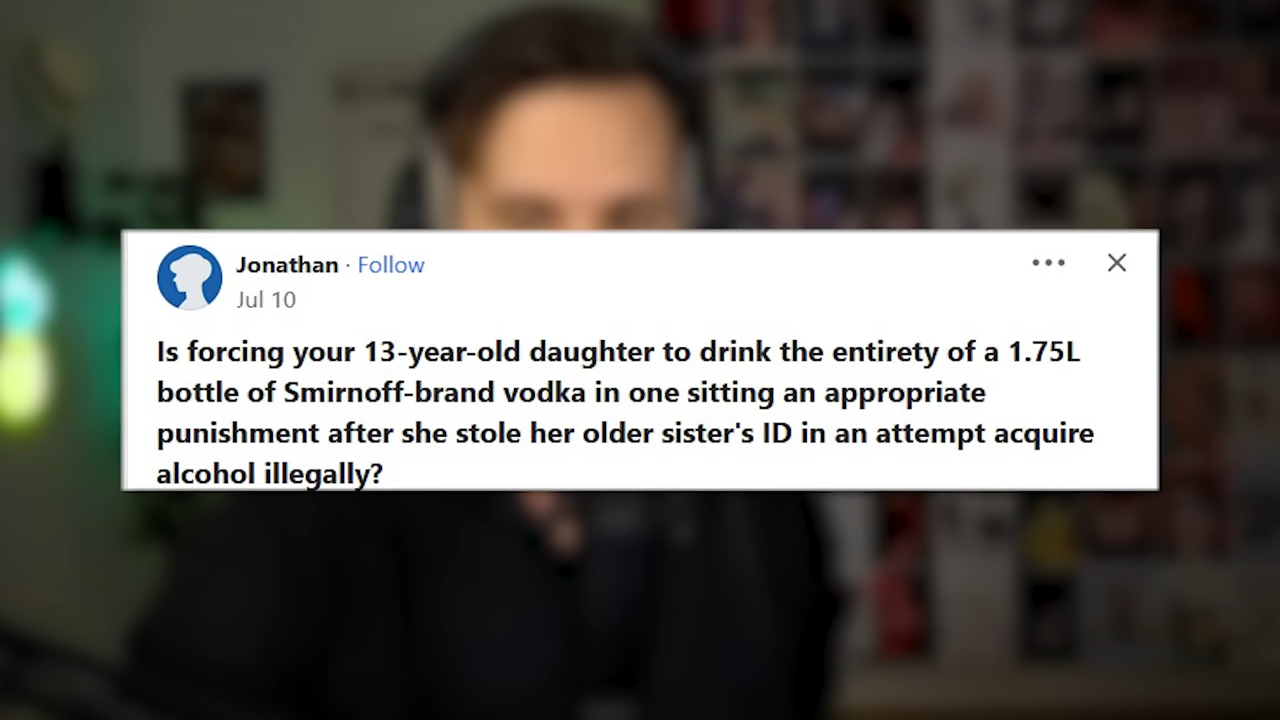 Jonathan · Follow
Jul 10
Is forcing your 13-year-old daughter to drink the entirety of a 1.75L
bottle of Smirnoff-brand vodka in one sitting an appropriate
punishment after she stole her older sister's ID in an attempt acquire
alcohol illegally?